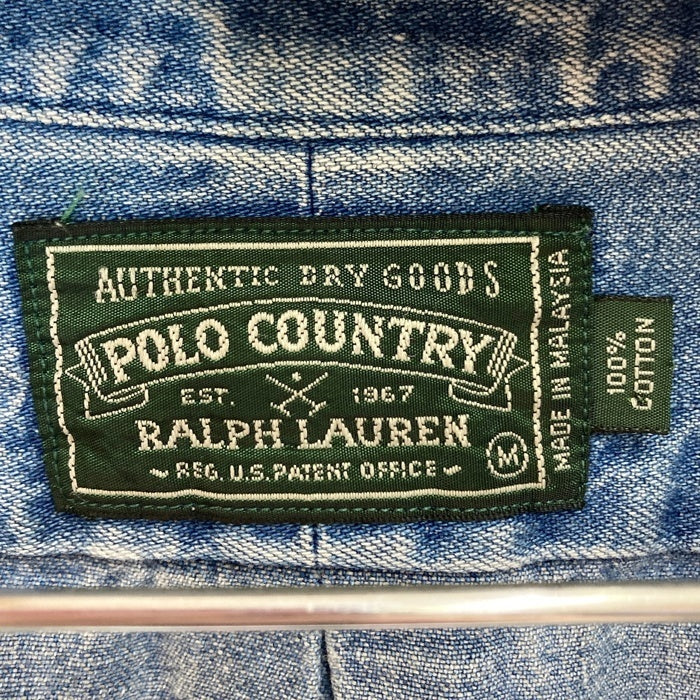 AUTHENTIC DRY GOODS
POLO COUNTRY
EST. 1967
RALPH LAUREN
REG. U.S. PATENT OFFICE
M
MADE IN MALAYSIA
100%
COTTON